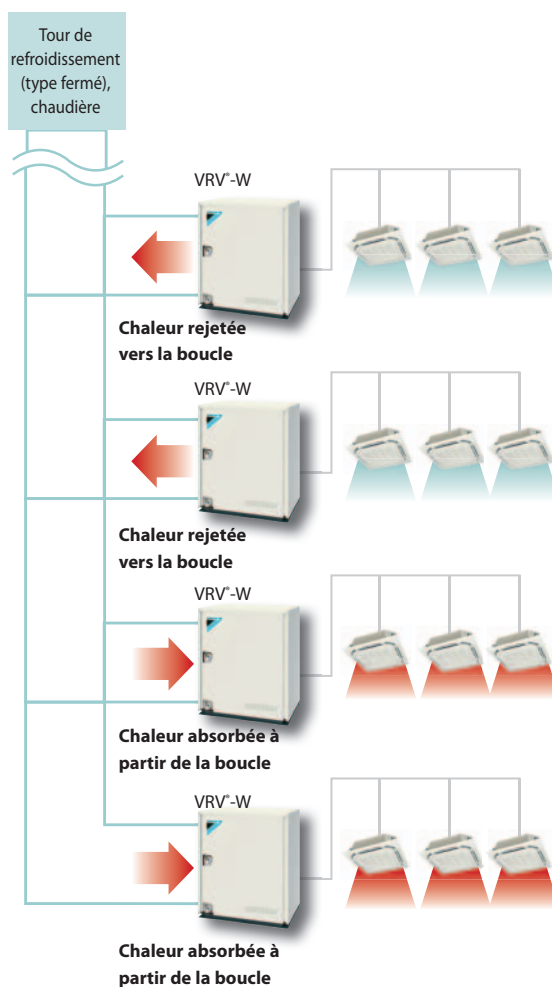 Tour de
refroidissement
(type fermé),
chaudière
VRV®-W
Chaleur rejetée
vers la boucle
VRV®-W
Chaleur rejetée
vers la boucle
VRV®-W
Chaleur absorbée à
partir de la boucle
VRV®-W
Chaleur absorbée à
partir de la boucle